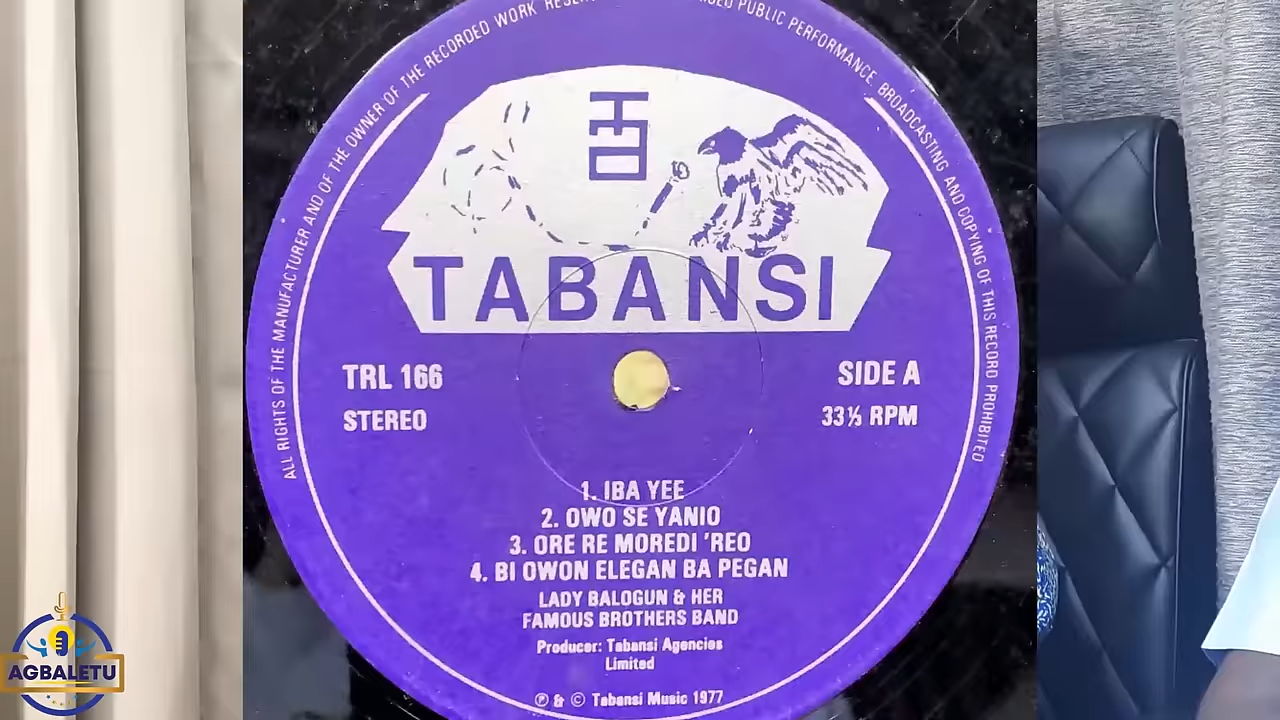 ALL RIGHTS OF THE MANUFACTURER AND OF THE OWNER OF THE RECORDED WORK
PUBLIC PERFORMANCE, BROADCASTING AND COPYING OF THIS RECORD PROHIBITED
TABANSI
TRL 166
SIDE A
STEREO
33⅓ RPM
1. IBA YEE
2. OWO SE YANIO
3. ORE RE MOREDI 'REO
4. BI OWON ELEGAN BA PEGAN
LADY BALOGUN & HER
FAMOUS BROTHERS BAND
Producer: Tabansi Agencies
Limited
℗ & © Tabansi Music 1977
AGBALETU